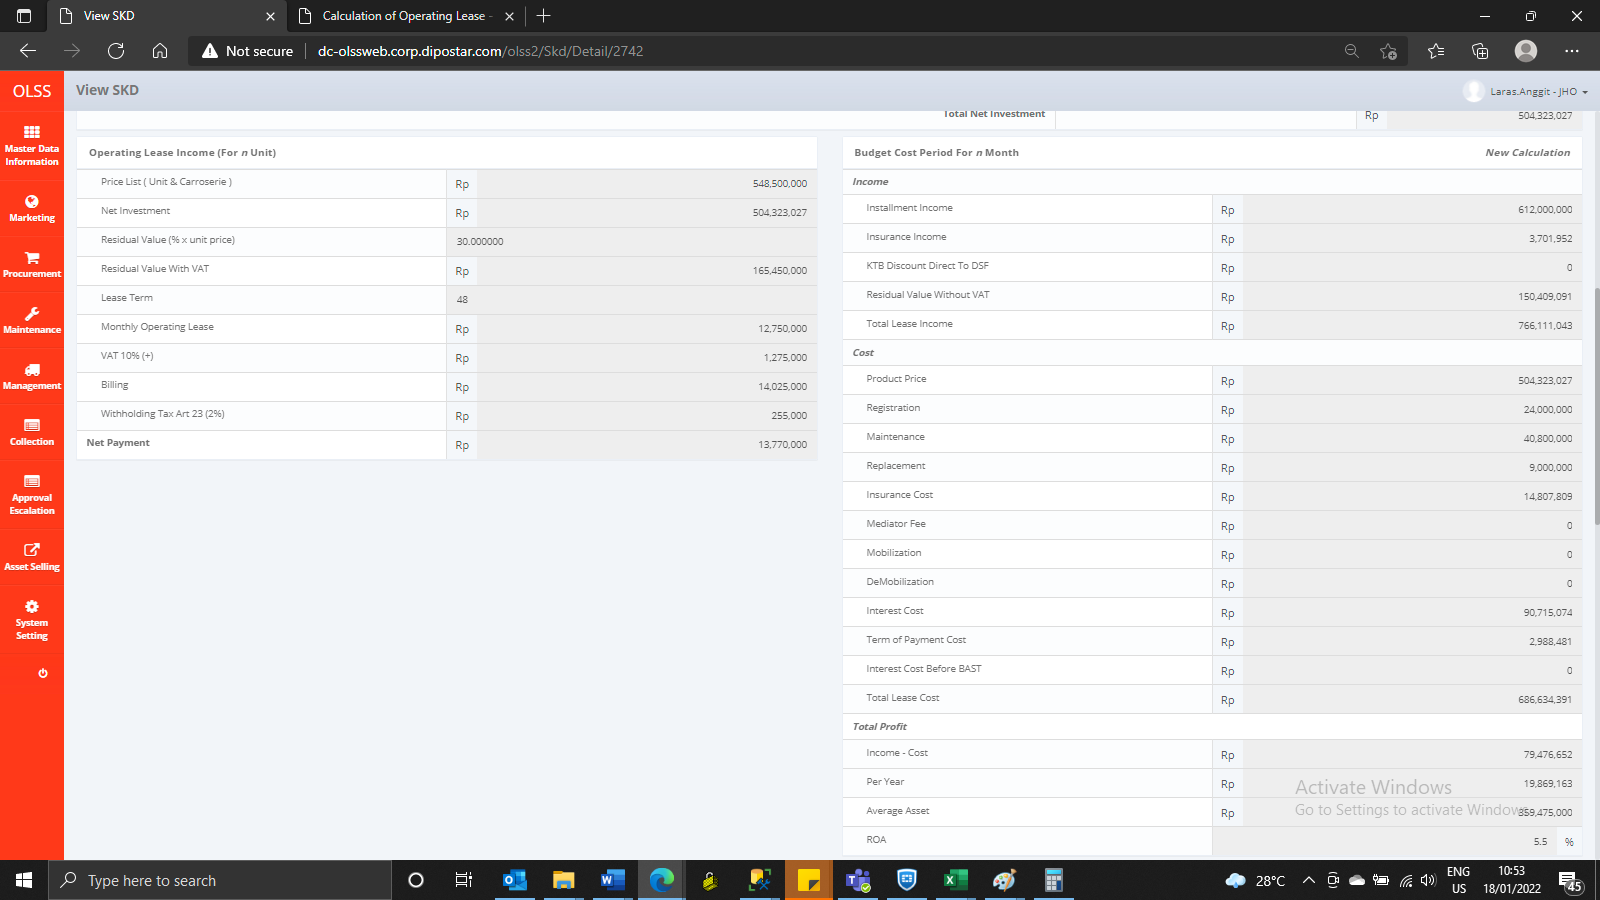 View SKD
Calculation of Operating Lease -
Not secure
dc-olssweb.corp.dipostar.com/olss2/Skd/Detail/2742
OLSS
View SKD
Laras.Anggit - JHO
Master Data
Information
Marketing
Procurement
Maintenance
Management
Collection
Approval
Escalation
Asset Selling
System
Setting
Total Net Investment Rp 504,323,027
Operating Lease Income (For n Unit)
Price List ( Unit & Carroserie ) Rp 548,500,000
Net Investment Rp 504,323,027
Residual Value (% x unit price) 30.000000
Residual Value With VAT Rp 165,450,000
Lease Term 48
Monthly Operating Lease Rp 12,750,000
VAT 10% (+) Rp 1,275,000
Billing Rp 14,025,000
Withholding Tax Art 23 (2%) Rp 255,000
Net Payment Rp 13,770,000
Budget Cost Period For n Month New Calculation
Income
Installment Income Rp 612,000,000
Insurance Income Rp 3,701,952
KTB Discount Direct To DSF Rp 0
Residual Value Without VAT Rp 150,409,091
Total Lease Income Rp 766,111,043
Cost
Product Price Rp 504,323,027
Registration Rp 24,000,000
Maintenance Rp 40,800,000
Replacement Rp 9,000,000
Insurance Cost Rp 14,807,809
Mediator Fee Rp 0
Mobilization Rp 0
DeMobilization Rp 0
Interest Cost Rp 90,715,074
Term of Payment Cost Rp 2,988,481
Interest Cost Before BAST Rp 0
Total Lease Cost Rp 686,634,391
Total Profit
Income - Cost Rp 79,476,652
Per Year Rp 19,869,163
Average Asset Rp 359,475,000
ROA 5.5 %
Activate Windows
Go to Settings to activate Windows.
Type here to search
28°C
ENG
US
10:53
18/01/2022
45